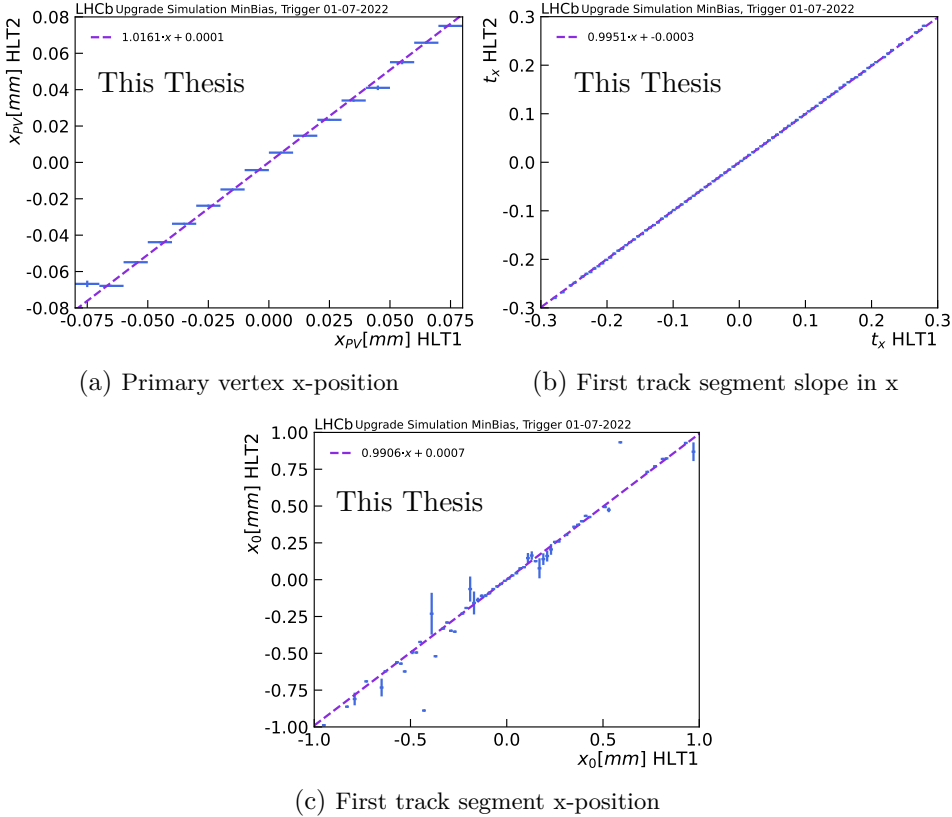 LHCb Upgrade Simulation MinBias, Trigger 01-07-2022
1.0161·x + 0.0001
This Thesis
x_PV[mm] HLT2
0.08
0.06
0.04
0.02
0.00
-0.02
-0.04
-0.06
-0.08
-0.075 -0.050 -0.025 0.000 0.025 0.050 0.075
x_PV[mm] HLT1
(a) Primary vertex x-position
LHCb Upgrade Simulation MinBias, Trigger 01-07-2022
0.9951·x + -0.0003
This Thesis
t_x HLT2
0.3
0.2
0.1
0.0
-0.1
-0.2
-0.3
-0.3 -0.2 -0.1 0.0 0.1 0.2 0.3
t_x HLT1
(b) First track segment slope in x
LHCb Upgrade Simulation MinBias, Trigger 01-07-2022
0.9906·x + 0.0007
This Thesis
x_0[mm] HLT2
1.00
0.75
0.50
0.25
0.00
-0.25
-0.50
-0.75
-1.00
-1.0 -0.5 0.0 0.5 1.0
x_0[mm] HLT1
(c) First track segment x-position